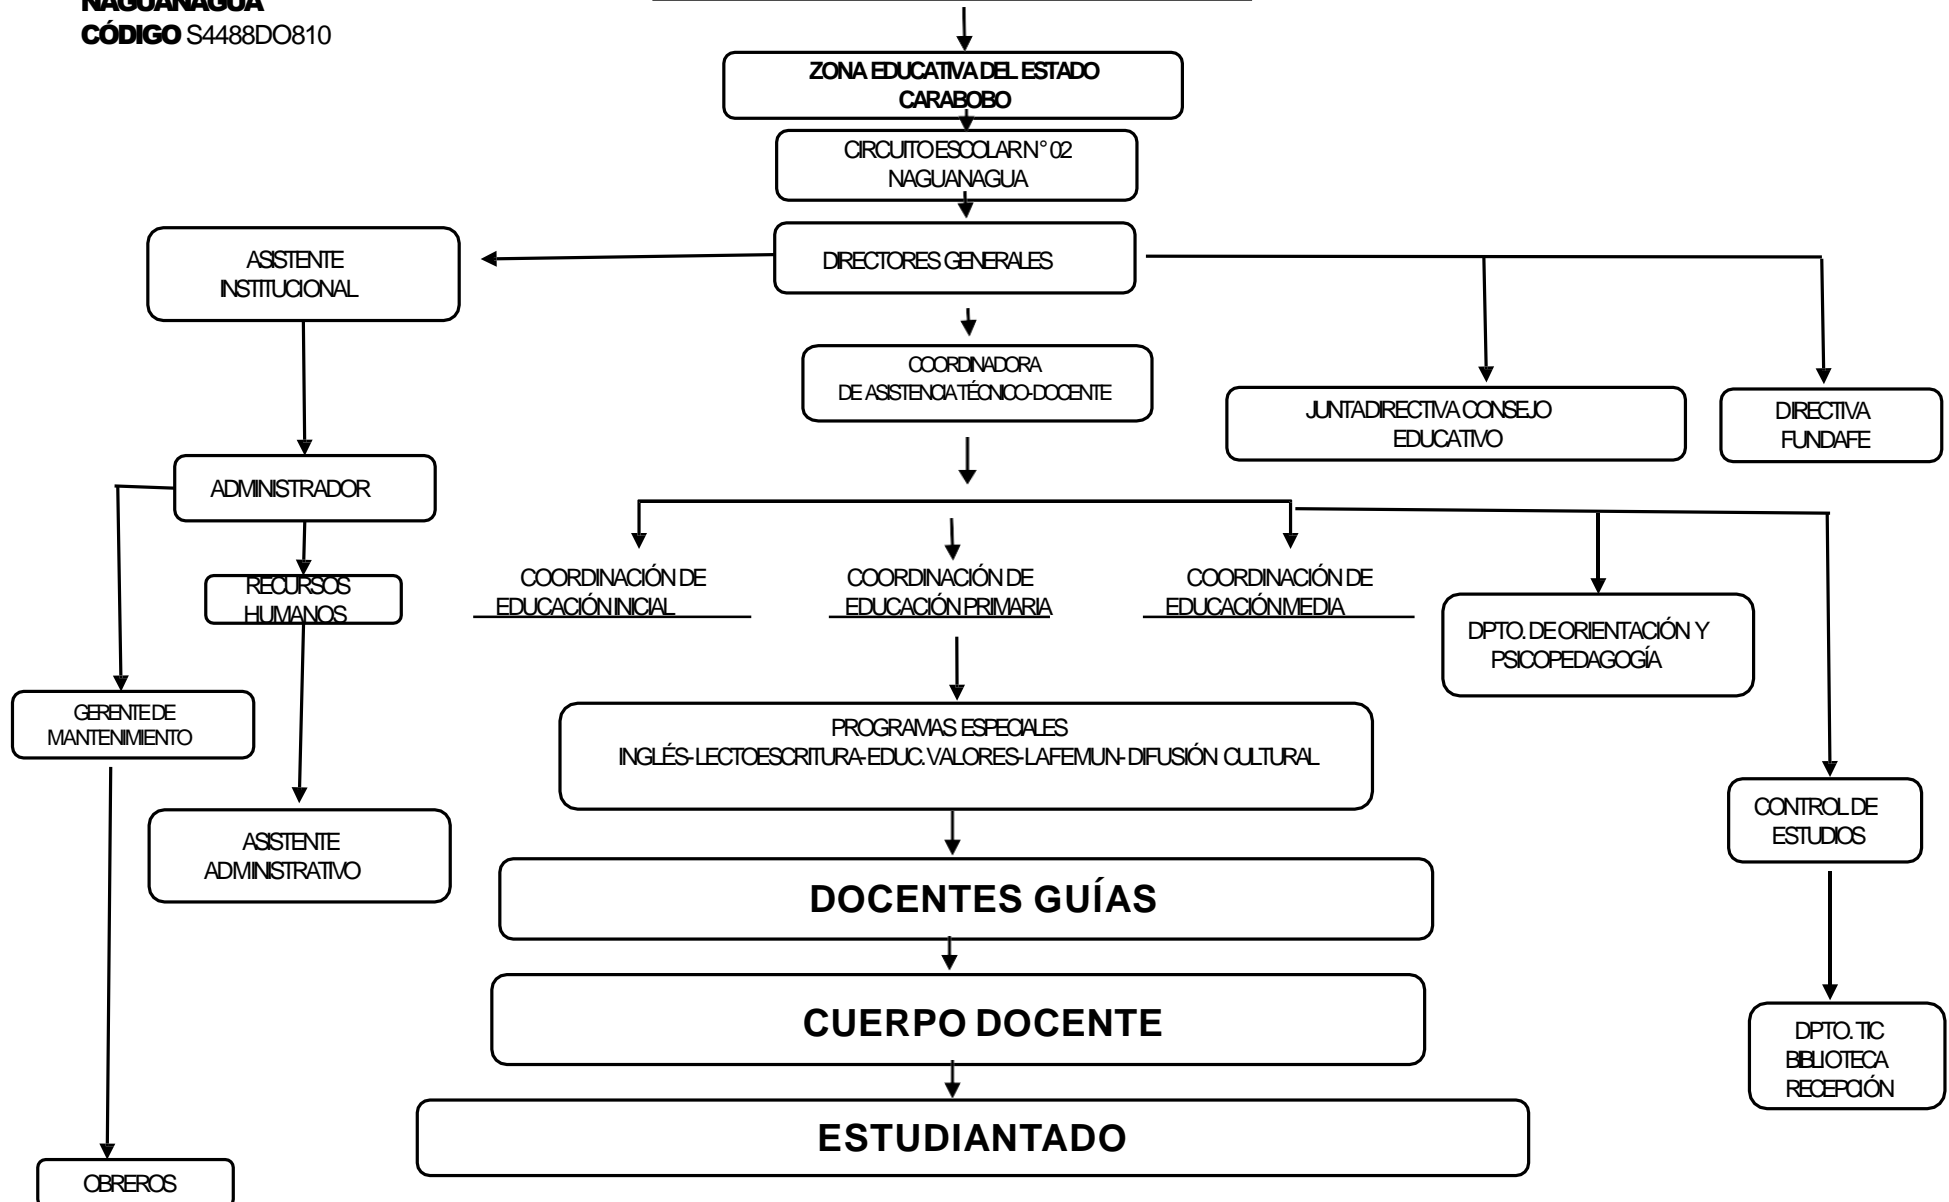 NAGUANAGUA
CÓDIGO S4488DO810
ZONA EDUCATIVA DEL ESTADO
CARABOBO
CIRCUITO ESCOLAR N° 02
NAGUANAGUA
ASISTENTE
INSTITUCIONAL
DIRECTORES GENERALES
COORDINADORA
DE ASISTENCIA TÉCNICO-DOCENTE
JUNTA DIRECTIVA CONSEJO
EDUCATIVO
DIRECTIVA
FUNDAFE
ADMINISTRADOR
RECURSOS
HUMANOS
COORDINACIÓN DE
EDUCACIÓN INICIAL
COORDINACIÓN DE
EDUCACIÓN PRIMARIA
COORDINACIÓN DE
EDUCACIÓN MEDIA
DPTO. DE ORIENTACIÓN Y
PSICOPEDAGOGÍA
GERENTE DE
MANTENIMIENTO
PROGRAMAS ESPECIALES
INGLÉS-LECTOESCRITURA-EDUC. VALORES-LAFEMUN-DIFUSIÓN CULTURAL
CONTROL DE
ESTUDIOS
ASISTENTE
ADMINISTRATIVO
DOCENTES GUÍAS
CUERPO DOCENTE
DPTO. TIC
BIBLIOTECA
RECEPCIÓN
ESTUDIANTADO
OBREROS